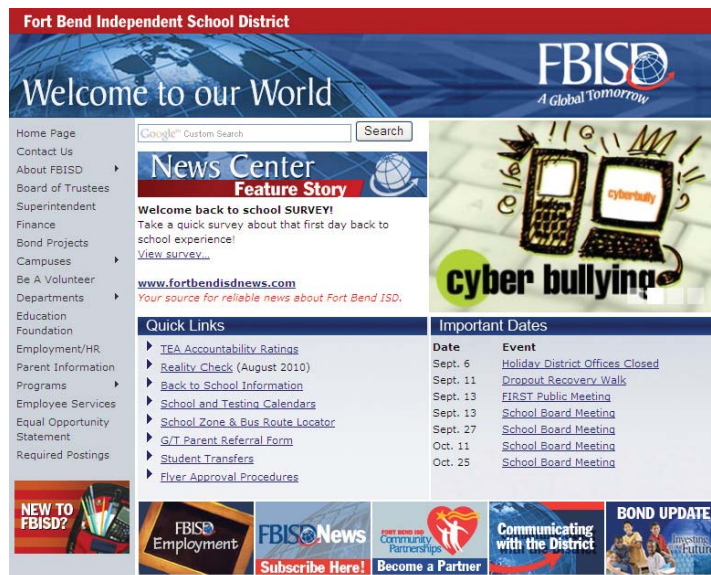 Fort Bend Independent School District
Welcome to our World
FBISD
A Global Tomorrow
Home Page
Contact Us
About FBISD
Board of Trustees
Superintendent
Finance
Bond Projects
Campuses
Be A Volunteer
Departments
Education
Foundation
Employment/HR
Parent Information
Programs
Employee Services
Equal Opportunity
Statement
Required Postings
NEW TO
FBISD?
Google™ Custom Search
Search
News Center
Feature Story
Welcome back to school SURVEY!
Take a quick survey about that first day back to
school experience!
View survey...
www.fortbendisdnews.com
Your source for reliable news about Fort Bend ISD.
cyberbully
cyber bullying
Quick Links
TEA Accountability Ratings
Reality Check (August 2010)
Back to School Information
School and Testing Calendars
School Zone & Bus Route Locator
G/T Parent Referral Form
Student Transfers
Flyer Approval Procedures
Important Dates
Date Event
Sept. 6 Holiday District Offices Closed
Sept. 11 Dropout Recovery Walk
Sept. 13 FIRST Public Meeting
Sept. 13 School Board Meeting
Sept. 27 School Board Meeting
Oct. 11 School Board Meeting
Oct. 25 School Board Meeting
FBISD
Employment
FBISD News
Subscribe Here!
FORT BEND ISD
Community
Partnerships
Become a Partner
Communicating
with the District
BOND UPDATE
Investing
Future